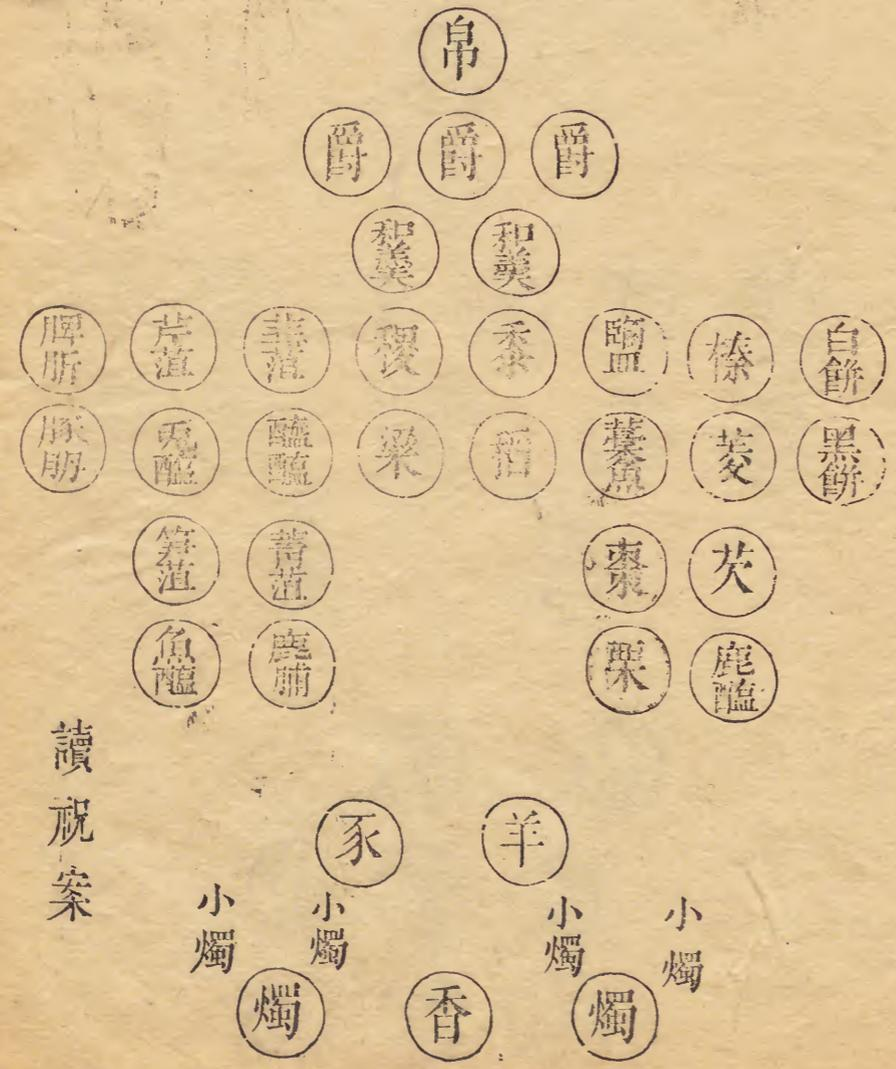 帛
爵
爵
爵
和羹
和羹
白餅
榛
鹽
黍
稷
韭菹
芹菹
脾肵
黑餅
菱
藁魚
稻
粱
醓醢
兎醢
豚
芡
棗
菁菹
筍菹
鹿醢
栗
鹿脯
魚醢
讀祝案
羊
豕
小燭
小燭
小燭
小燭
燭
香
燭